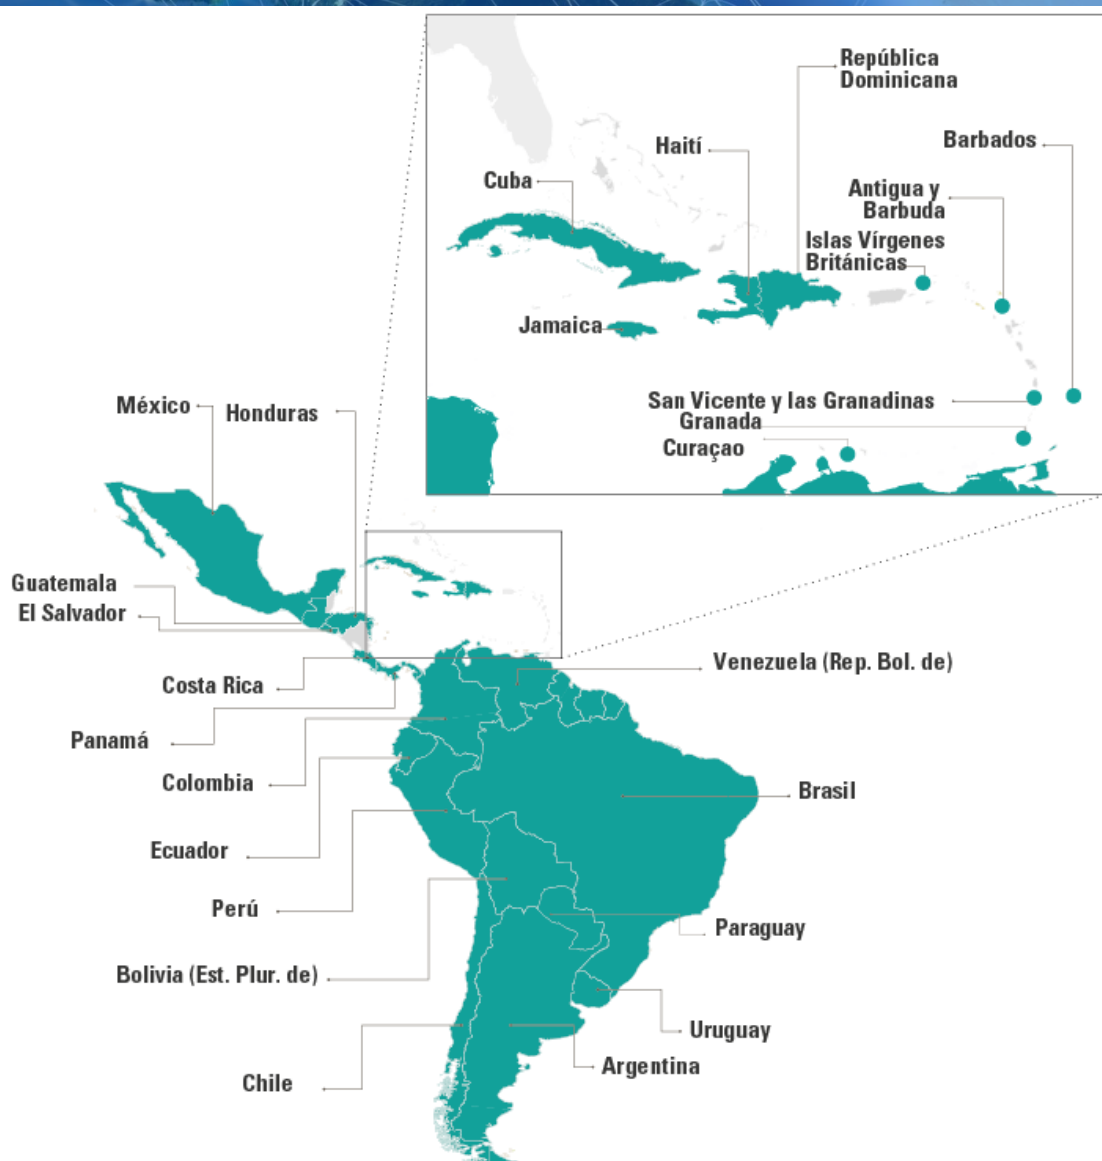 República
Dominicana
Haití
Barbados
Cuba
Antigua y
Barbuda
Islas Vírgenes
Británicas
Jamaica
San Vicente y las Granadinas
Granada
Curaçao
México
Honduras
Guatemala
El Salvador
Venezuela (Rep. Bol. de)
Costa Rica
Panamá
Colombia
Brasil
Ecuador
Perú
Paraguay
Bolivia (Est. Plur. de)
Uruguay
Argentina
Chile